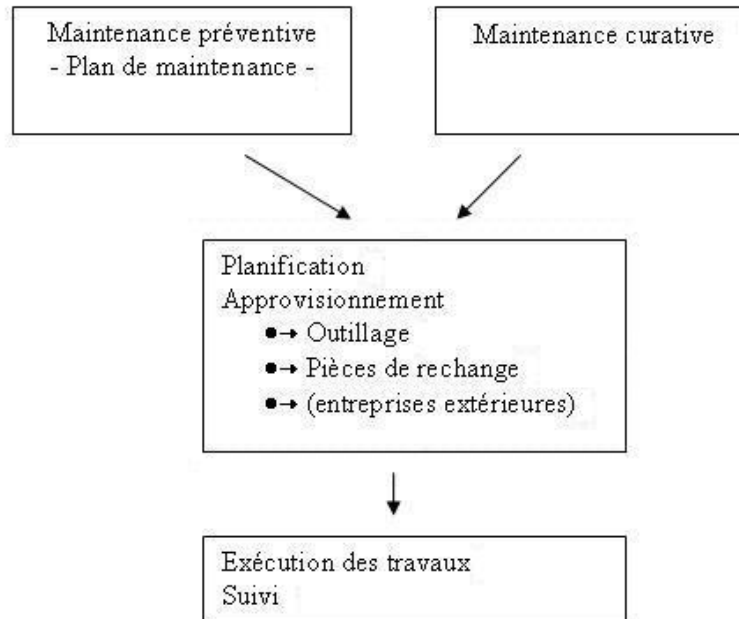 Maintenance préventive
- Plan de maintenance -
Maintenance curative
Planification
Approvisionnement
●→ Outillage
●→ Pièces de rechange
●→ (entreprises extérieures)
Exécution des travaux
Suivi